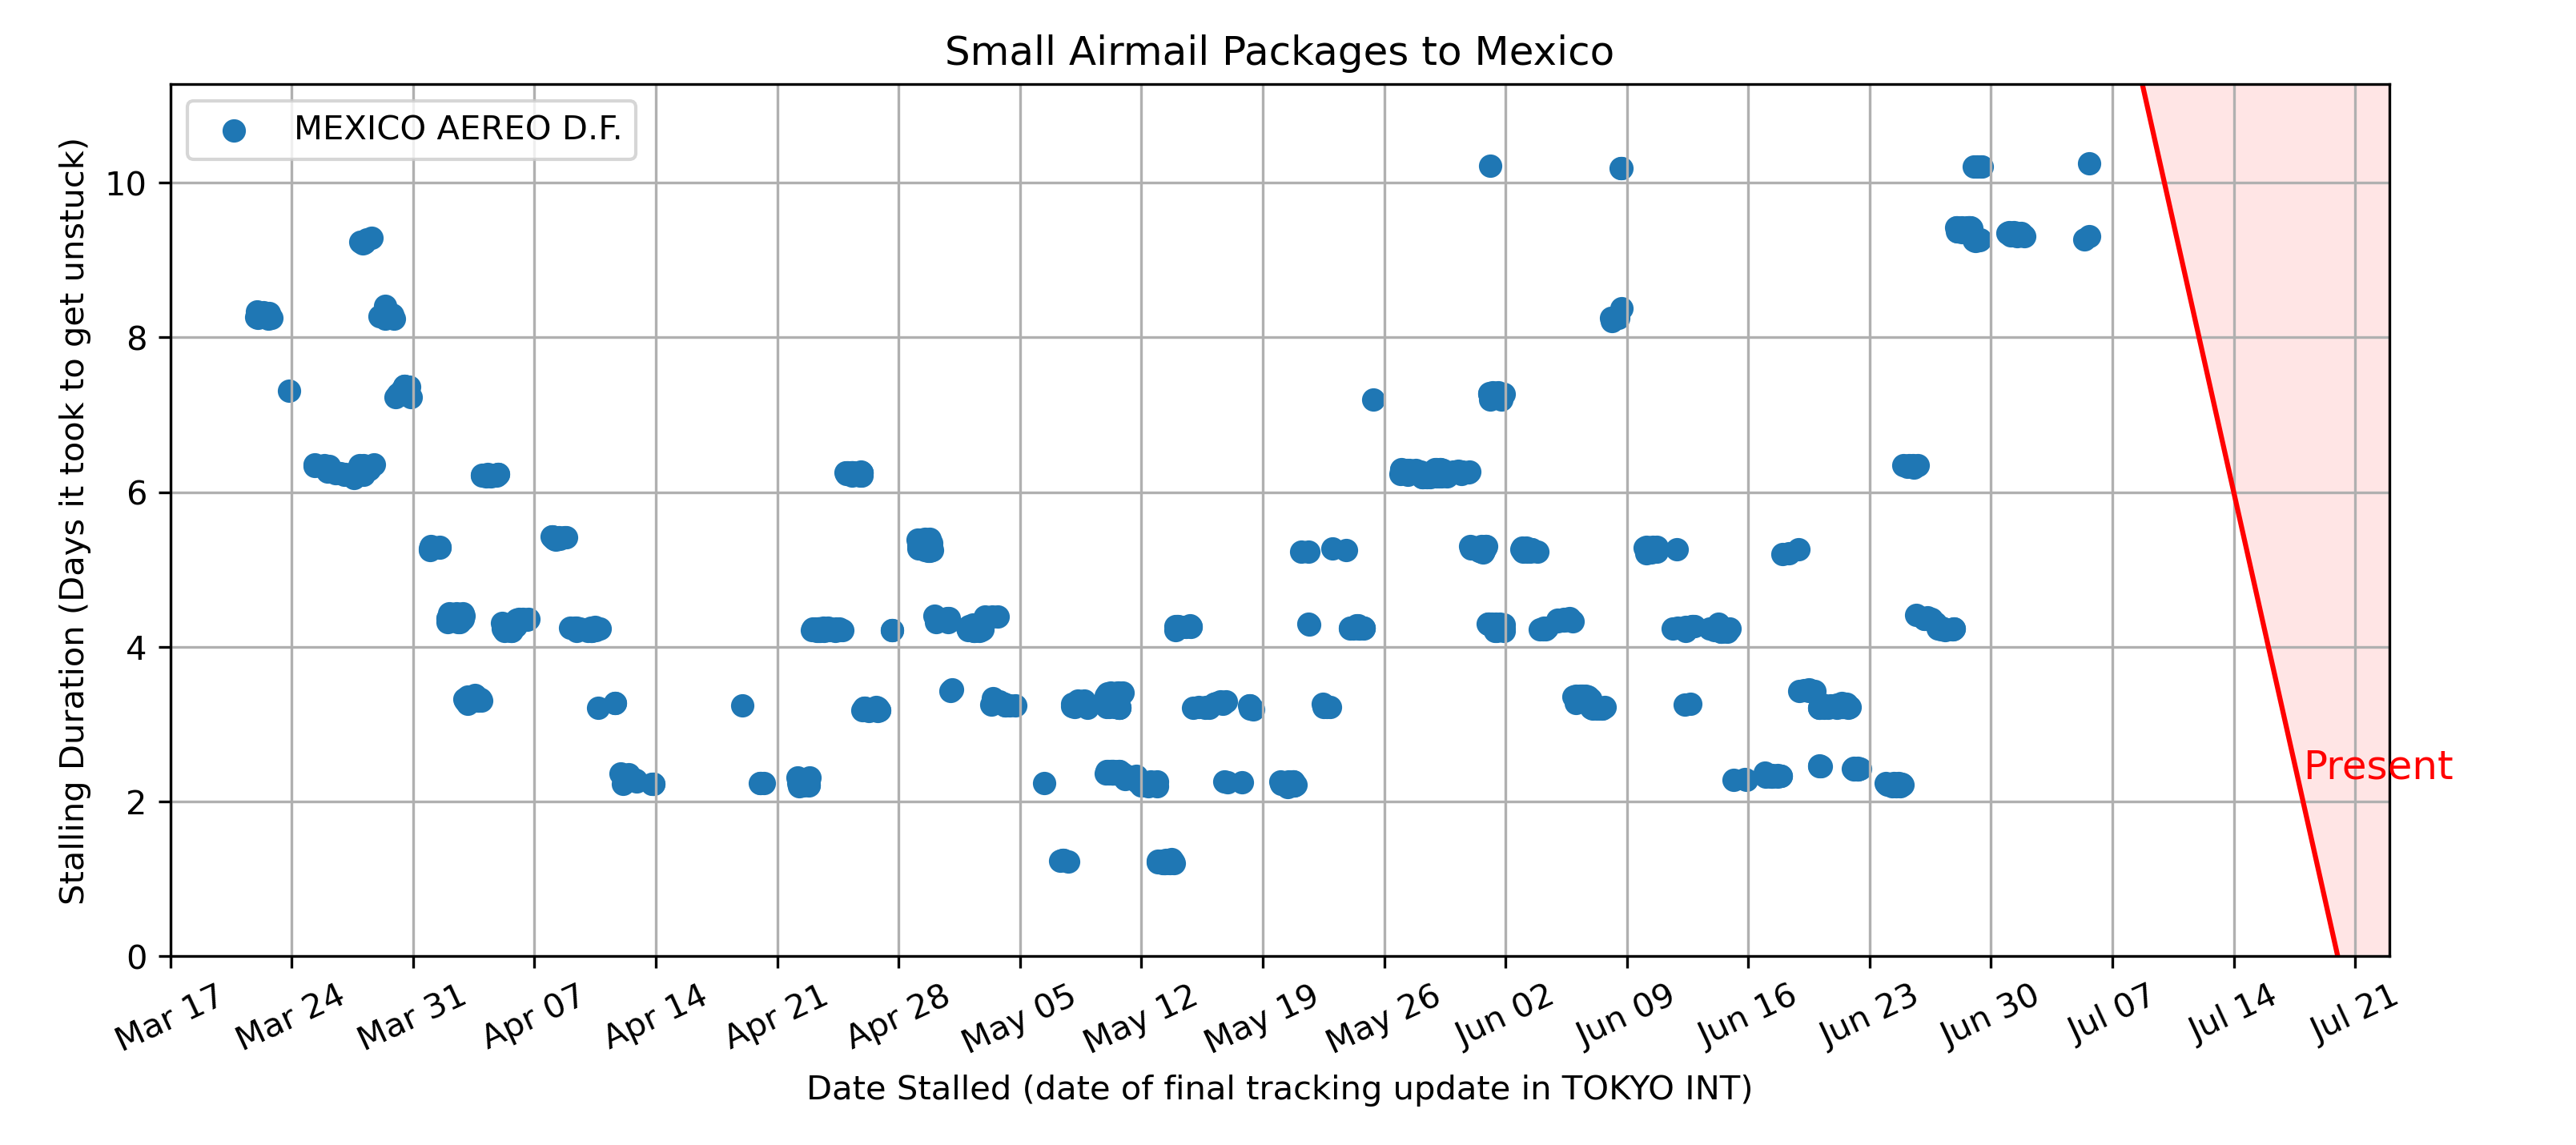 Small Airmail Packages to Mexico
MEXICO AEREO D.F.
Stalling Duration (Days it took to get unstuck)
10
8
6
4
2
0
Present
Mar 17
Mar 24
Mar 31
Apr 07
Apr 14
Apr 21
Apr 28
May 05
May 12
May 19
May 26
Jun 02
Jun 09
Jun 16
Jun 23
Jun 30
Jul 07
Jul 14
Jul 21
Date Stalled (date of final tracking update in TOKYO INT)